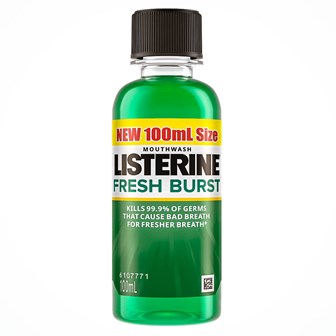 NEW 100mL Size
MOUTHWASH
LISTERINE
FRESH BURST
KILLS 99.9% OF GERMS
THAT CAUSE BAD BREATH
FOR FRESHER BREATH*
6107771
100mL